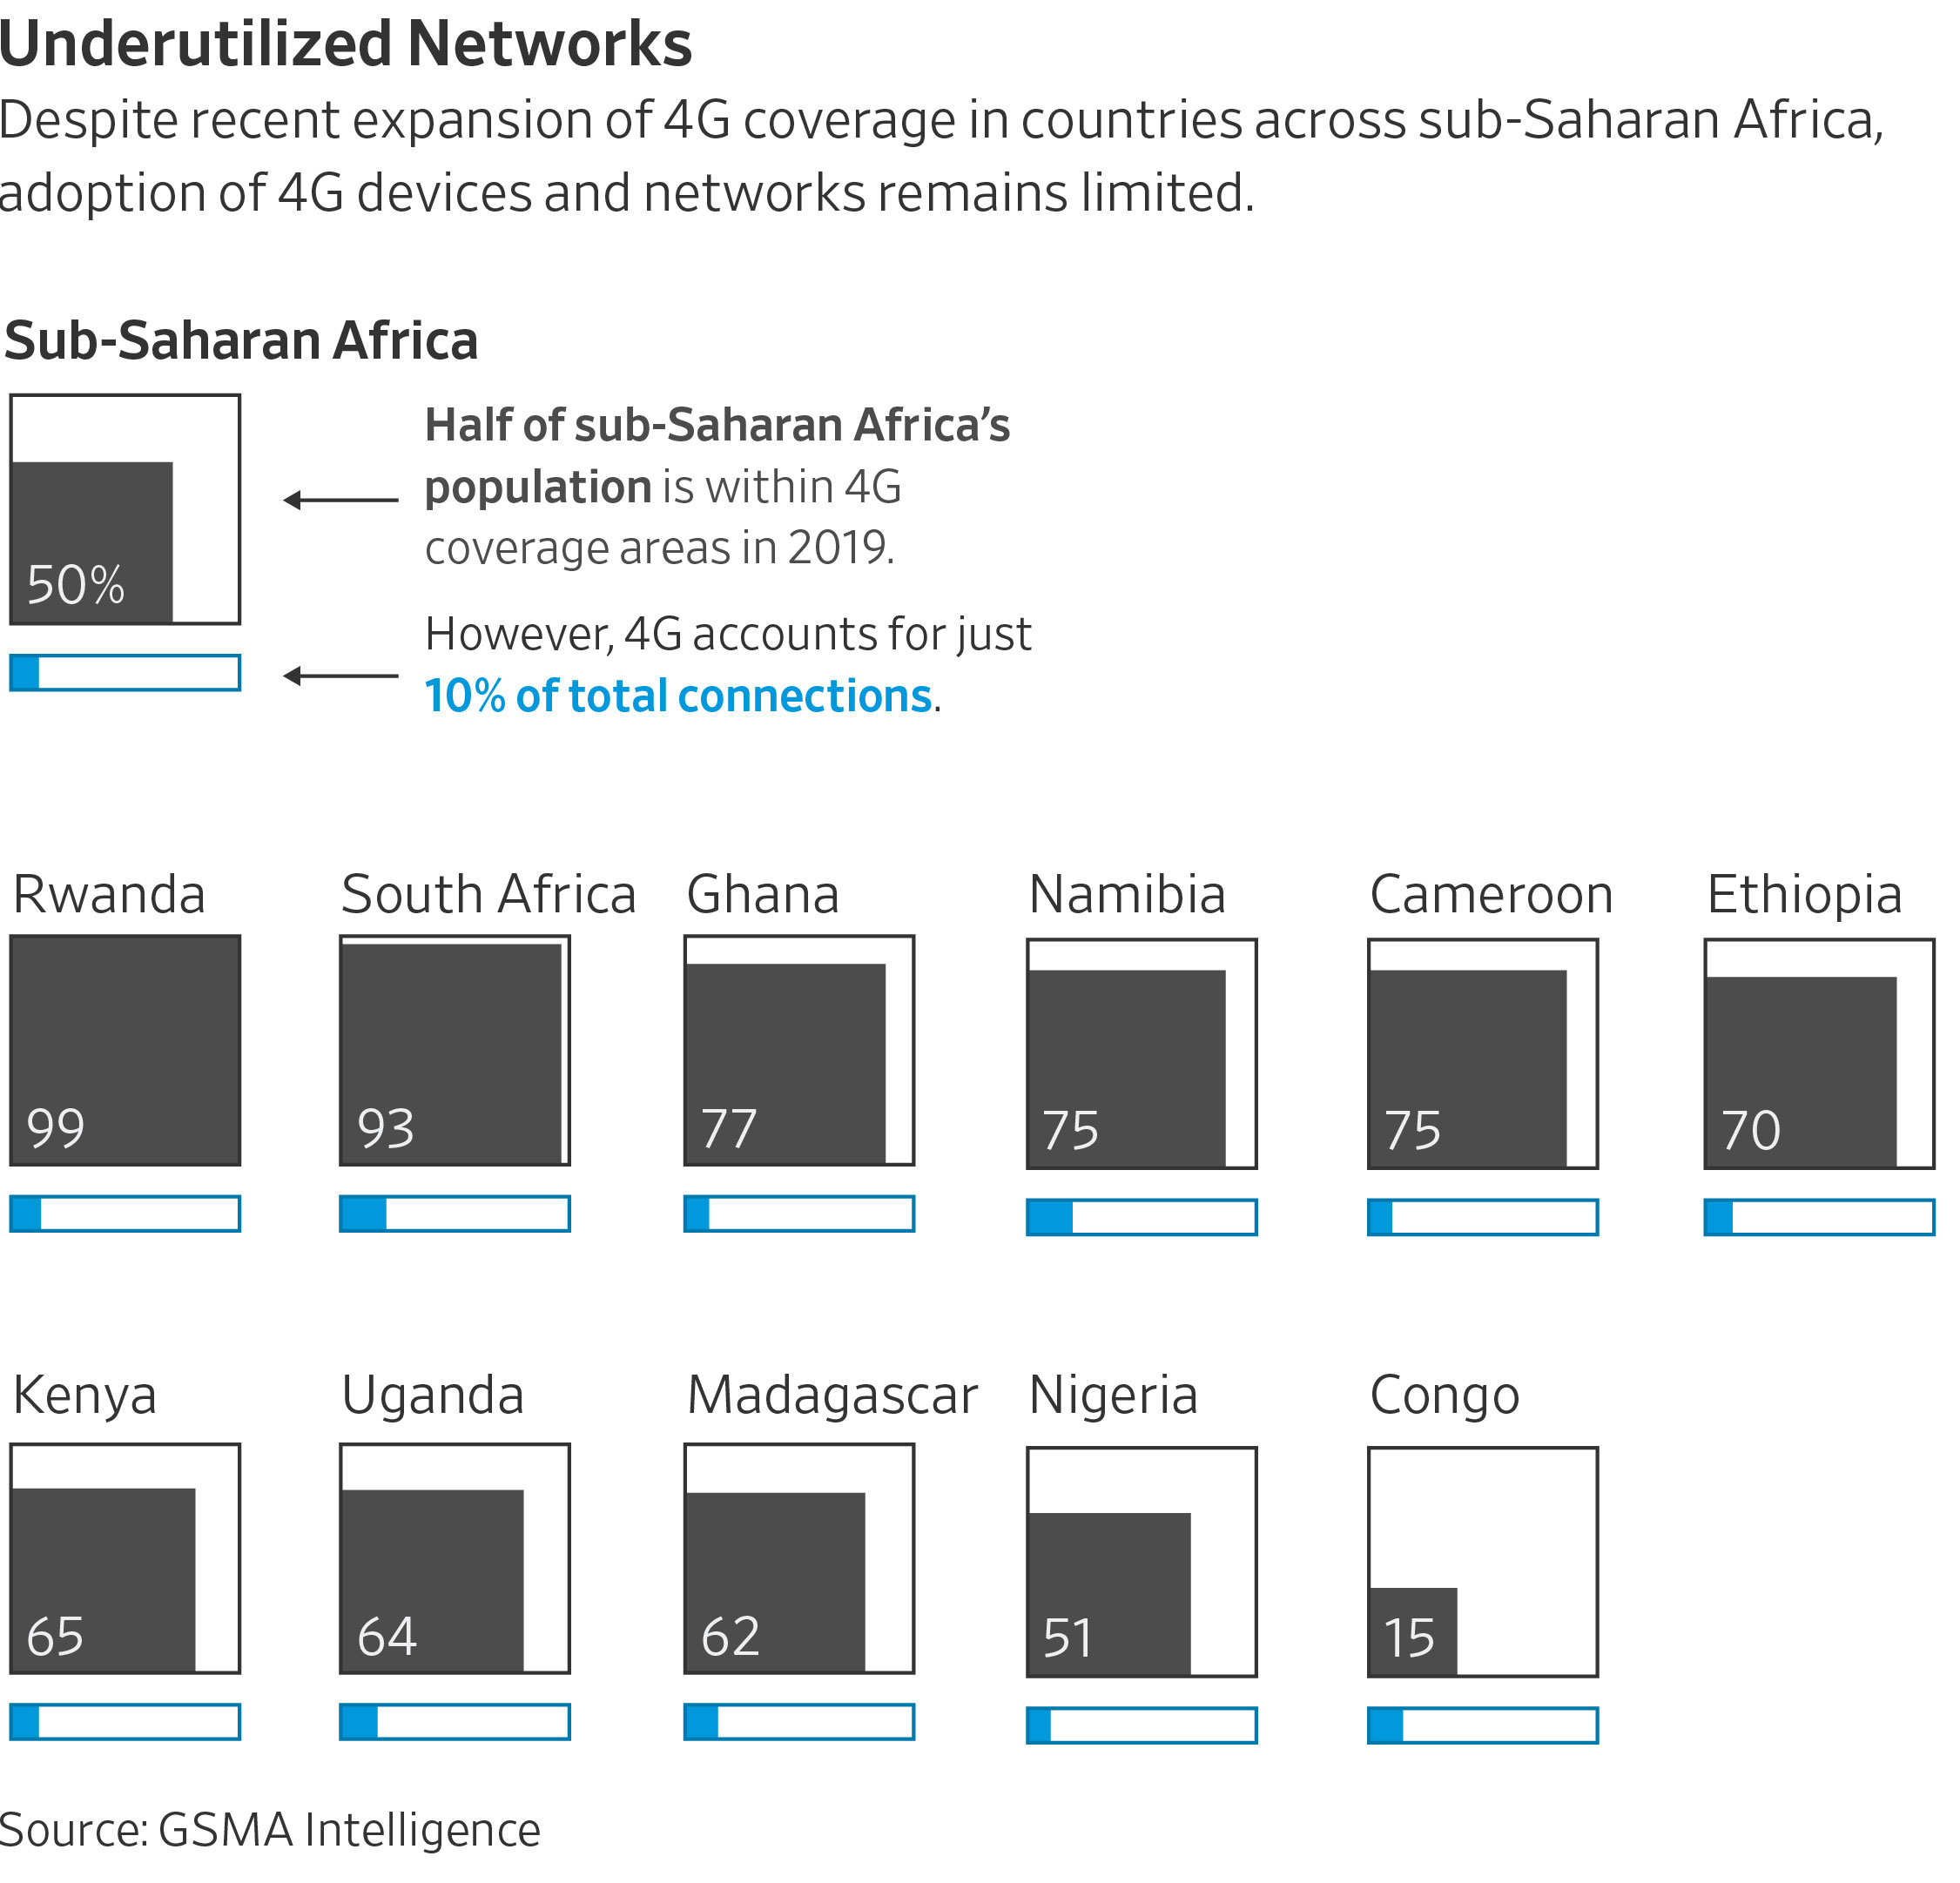 Underutilized Networks
Despite recent expansion of 4G coverage in countries across sub-Saharan Africa,
adoption of 4G devices and networks remains limited.
Sub-Saharan Africa
50%
Half of sub-Saharan Africa’s
population is within 4G
coverage areas in 2019.
However, 4G accounts for just
10% of total connections.
Rwanda South Africa Ghana Namibia Cameroon Ethiopia
99 93 77 75 75 70
Kenya Uganda Madagascar Nigeria Congo
65 64 62 51 15
Source: GSMA Intelligence